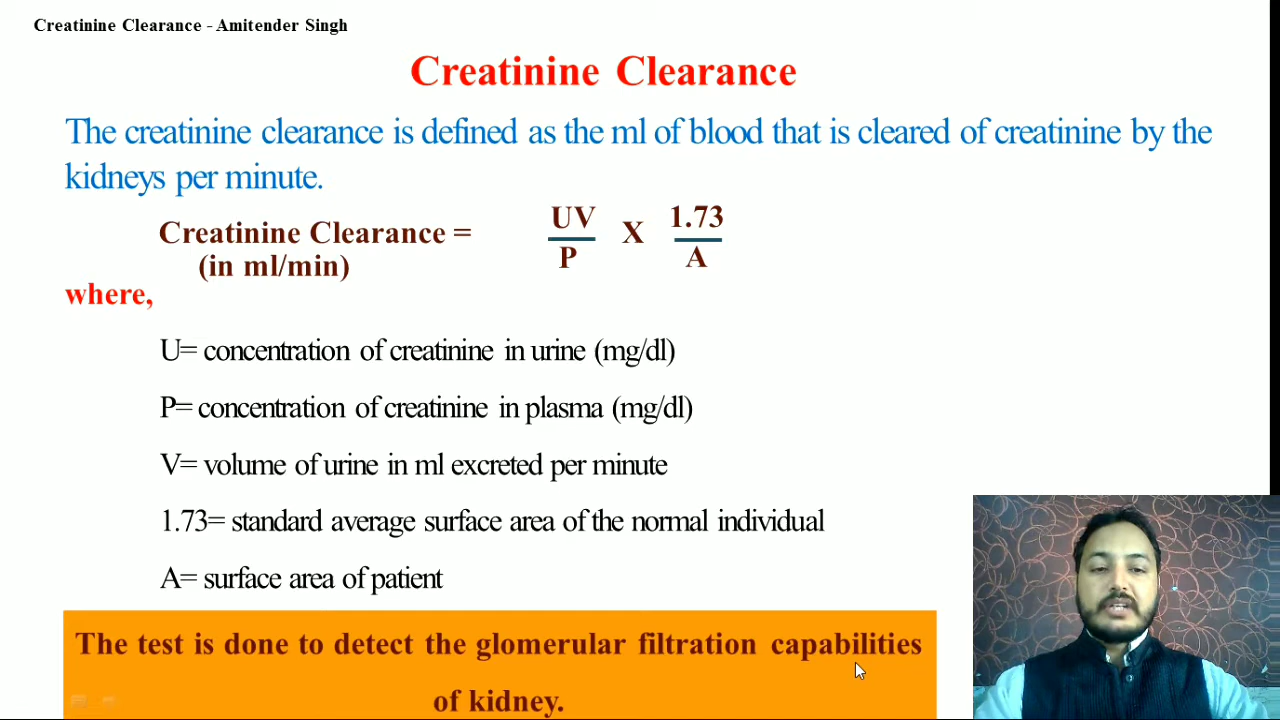 Creatinine Clearance - Amitender Singh
Creatinine Clearance
The creatinine clearance is defined as the ml of blood that is cleared of creatinine by the
kidneys per minute.
Creatinine Clearance = UV/P X 1.73/A
(in ml/min)
where,
U= concentration of creatinine in urine (mg/dl)
P= concentration of creatinine in plasma (mg/dl)
V= volume of urine in ml excreted per minute
1.73= standard average surface area of the normal individual
A= surface area of patient
The test is done to detect the glomerular filtration capabilities
of kidney.